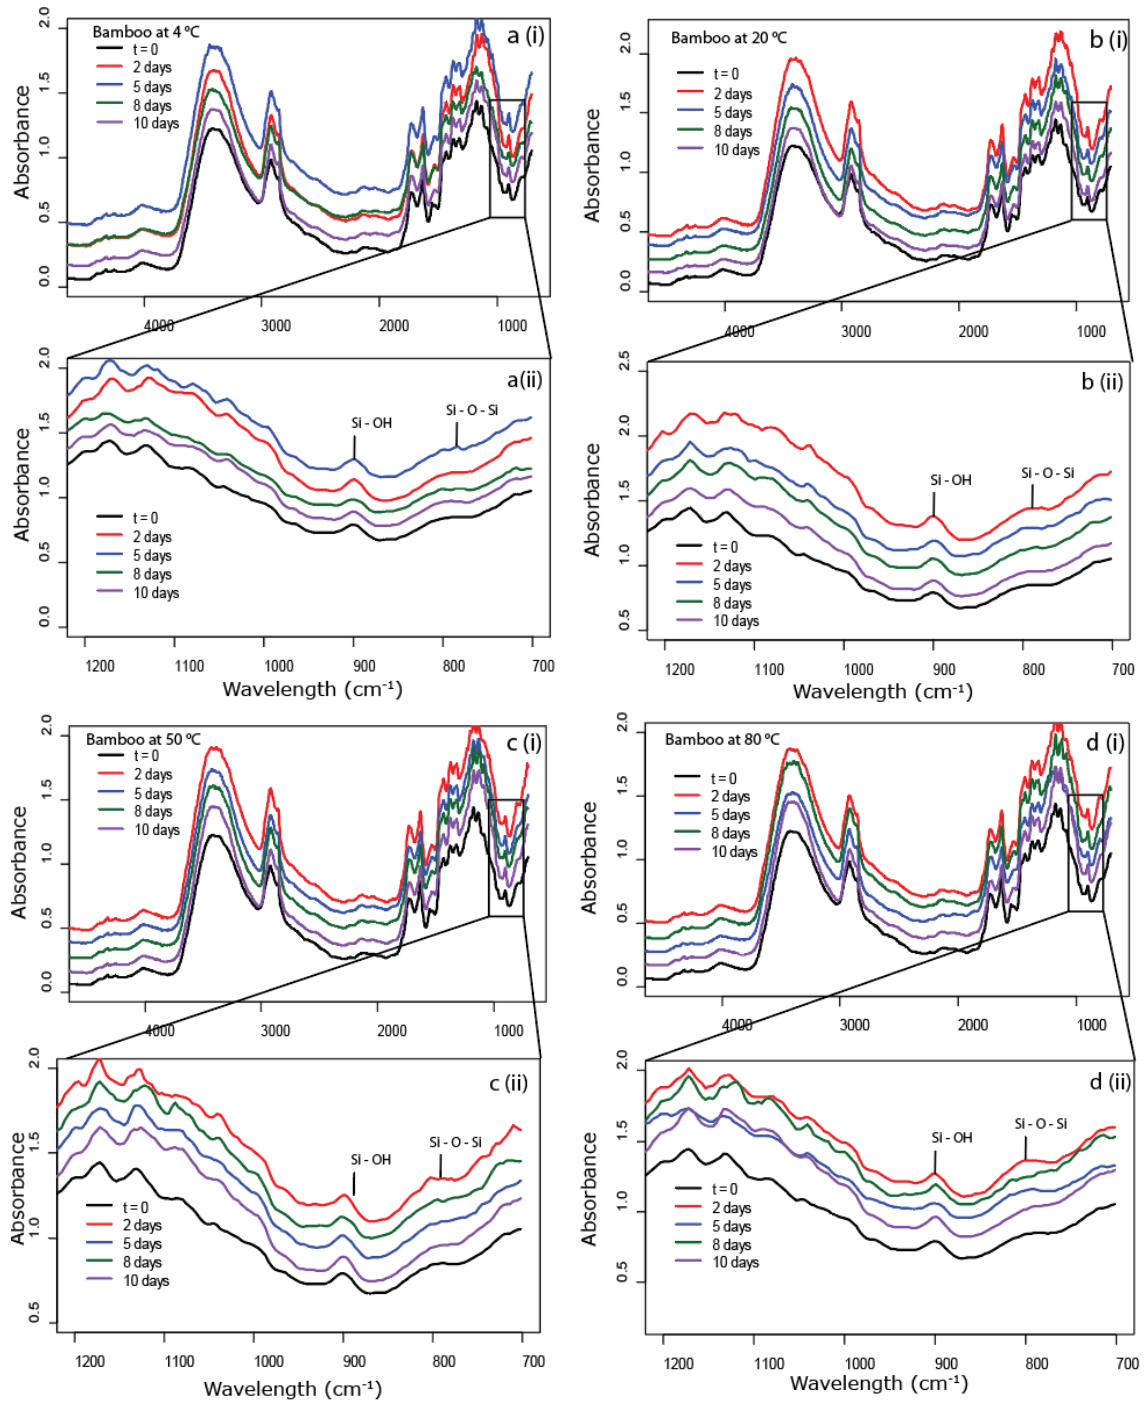 Bamboo at 4 ºC
a (i)
t = 0
2 days
5 days
8 days
10 days
Absorbance
0.0
0.5
1.0
1.5
2.0
4000
3000
2000
1000
Bamboo at 20 ºC
b (i)
t = 0
2 days
5 days
8 days
10 days
Absorbance
0.0
0.5
1.0
1.5
2.0
4000
3000
2000
1000
a(ii)
Si - OH
Si - O - Si
t = 0
2 days
5 days
8 days
10 days
Absorbance
0.0
0.5
1.0
1.5
2.0
1200
1100
1000
900
800
700
Wavelength (cm-1)
b (ii)
Si - OH
Si - O - Si
t = 0
2 days
5 days
8 days
10 days
Absorbance
0.5
1.0
1.5
2.0
2.5
1200
1100
1000
900
800
700
Wavelength (cm-1)
Bamboo at 50 ºC
c (i)
t = 0
2 days
5 days
8 days
10 days
Absorbance
0.0
0.5
1.0
1.5
2.0
4000
3000
2000
1000
Bamboo at 80 ºC
d (i)
t = 0
2 days
5 days
8 days
10 days
Absorbance
0.0
0.5
1.0
1.5
2.0
4000
3000
2000
1000
c (ii)
Si - OH
Si - O - Si
t = 0
2 days
5 days
8 days
10 days
Absorbance
0.5
1.0
1.5
2.0
1200
1100
1000
900
800
700
Wavelength (cm-1)
d (ii)
Si - OH
Si - O - Si
t = 0
2 days
5 days
8 days
10 days
Absorbance
0.5
1.0
1.5
2.0
1200
1100
1000
900
800
700
Wavelength (cm-1)